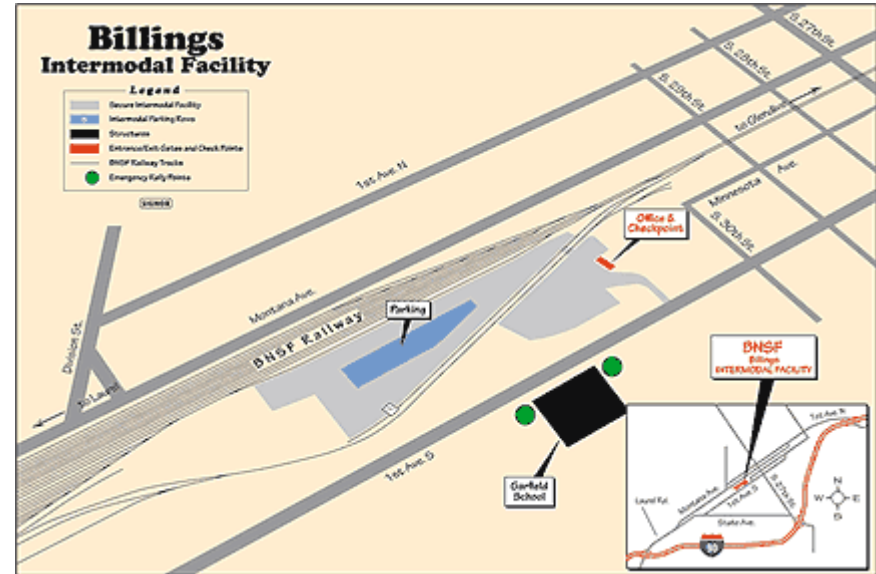 Billings
Intermodal Facility
Legend
Secure Intermodal Facility
Intermodal Parking Rows
Structures
Entrance/Exit Gates and Check Points
BNSF Railway Tracks
Emergency Rally Points
S. 27th St.
S. 28th St.
S. 29th St.
to Glendive
1st Ave. N
Minnesota Ave.
S. 30th St.
Office &
Checkpoint
Montana Ave.
Parking
BNSF Railway
Division St.
to Laurel
1st Ave. S
Garfield
School
BNSF
Billings
INTERMODAL FACILITY
1st Ave. N
Montana Ave.
1st Ave. S
S. 27th St.
Laurel Rd.
State Ave.
90
N
W
E
S